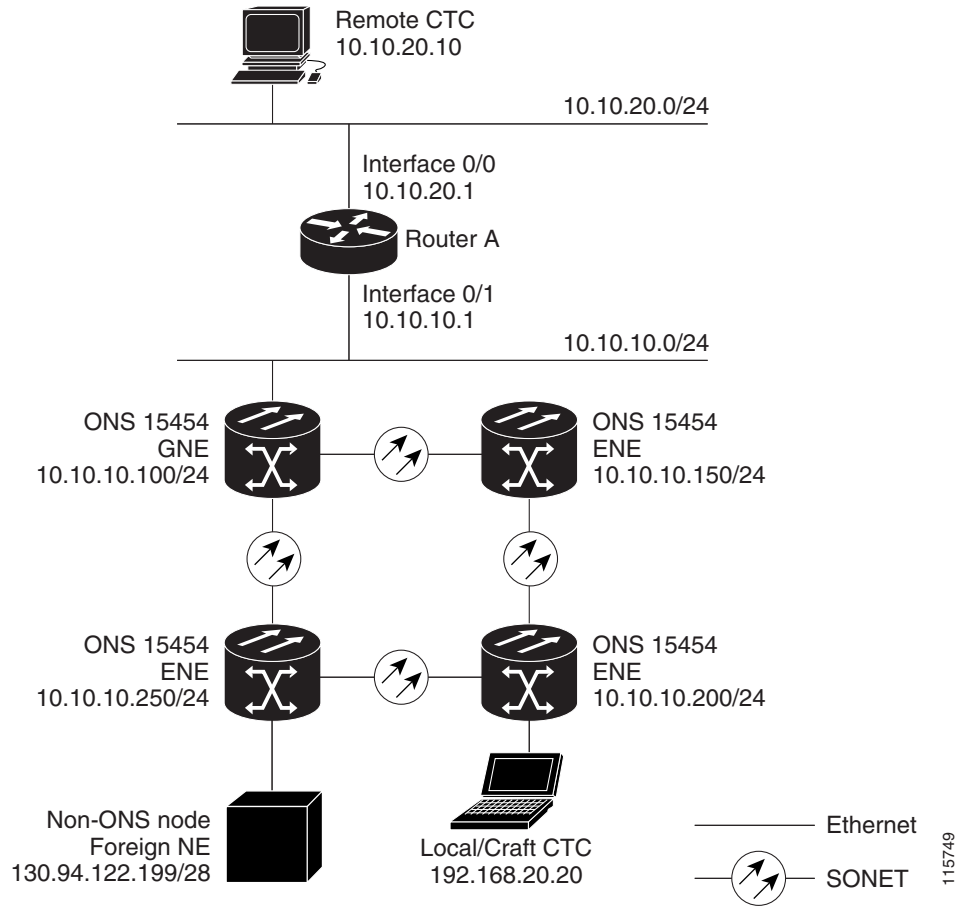 Remote CTC
10.10.20.10
10.10.20.0/24
Interface 0/0
10.10.20.1
Router A
Interface 0/1
10.10.10.1
10.10.10.0/24
ONS 15454
GNE
10.10.10.100/24
ONS 15454
ENE
10.10.10.150/24
ONS 15454
ENE
10.10.10.250/24
ONS 15454
ENE
10.10.10.200/24
Non-ONS node
Foreign NE
130.94.122.199/28
Local/Craft CTC
192.168.20.20
Ethernet
SONET
115749